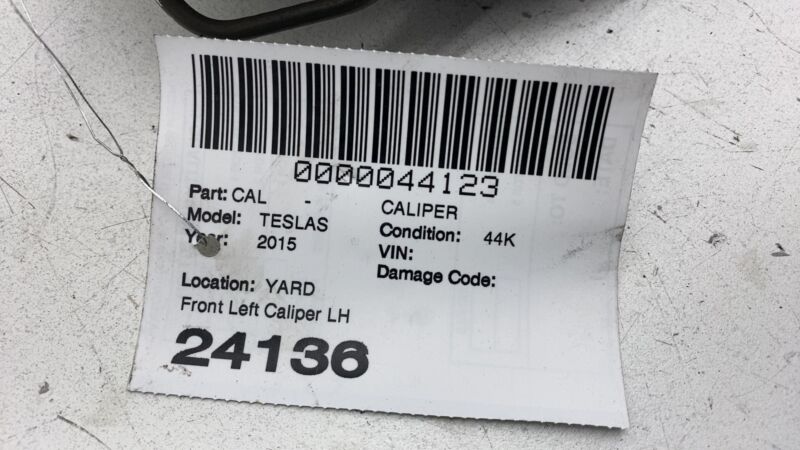 0000044123
Part: CAL - CALIPER
Model: TESLAS Condition: 44K
Year: 2015 VIN:
Damage Code:
Location: YARD
Front Left Caliper LH
24136